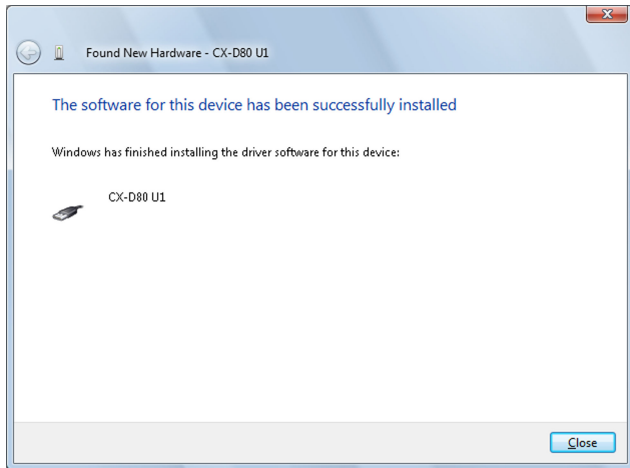 Found New Hardware - CX-D80 U1
The software for this device has been successfully installed
Windows has finished installing the driver software for this device:
CX-D80 U1
Close